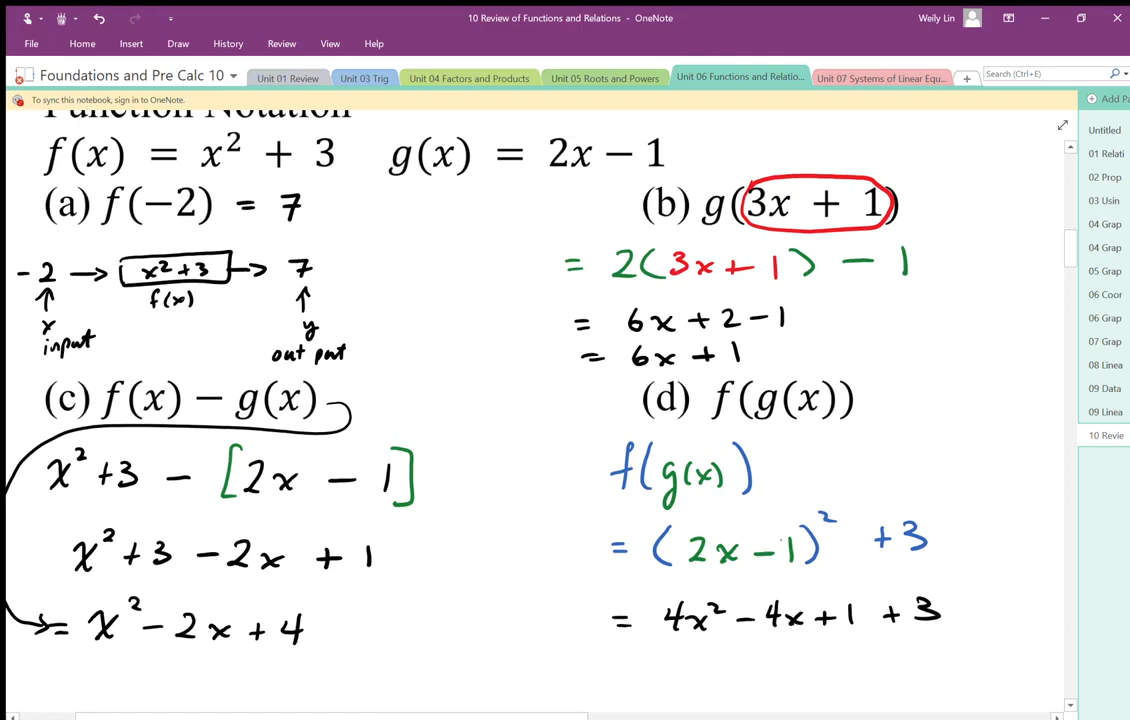 10 Review of Functions and Relations - OneNote
Weily Lin
File Home Insert Draw History Review View Help
Foundations and Pre Calc 10
Unit 01 Review
Unit 03 Trig
Unit 04 Factors and Products
Unit 05 Roots and Powers
Unit 06 Functions and Relatio...
Unit 07 Systems of Linear Equ...
Search (Ctrl+E)
To sync this notebook, sign in to OneNote.
Add Pa
Untitled
01 Relati
02 Prop
03 Usin
04 Grap
04 Grap
05 Grap
06 Coor
06 Grap
07 Grap
08 Linea
09 Data
09 Linea
10 Revie
Function Notation
f(x) = x² + 3 g(x) = 2x − 1
(a) f(−2) = 7
-2 → x²+3 → 7
f(x)
x
input
y
out put
(b) g(3x + 1)
= 2(3x + 1) − 1
= 6x + 2 − 1
= 6x + 1
(c) f(x) − g(x)
x² + 3 − [2x − 1]
x² + 3 − 2x + 1
= x² − 2x + 4
(d) f(g(x))
f(g(x))
= (2x − 1)² + 3
= 4x² − 4x + 1 + 3